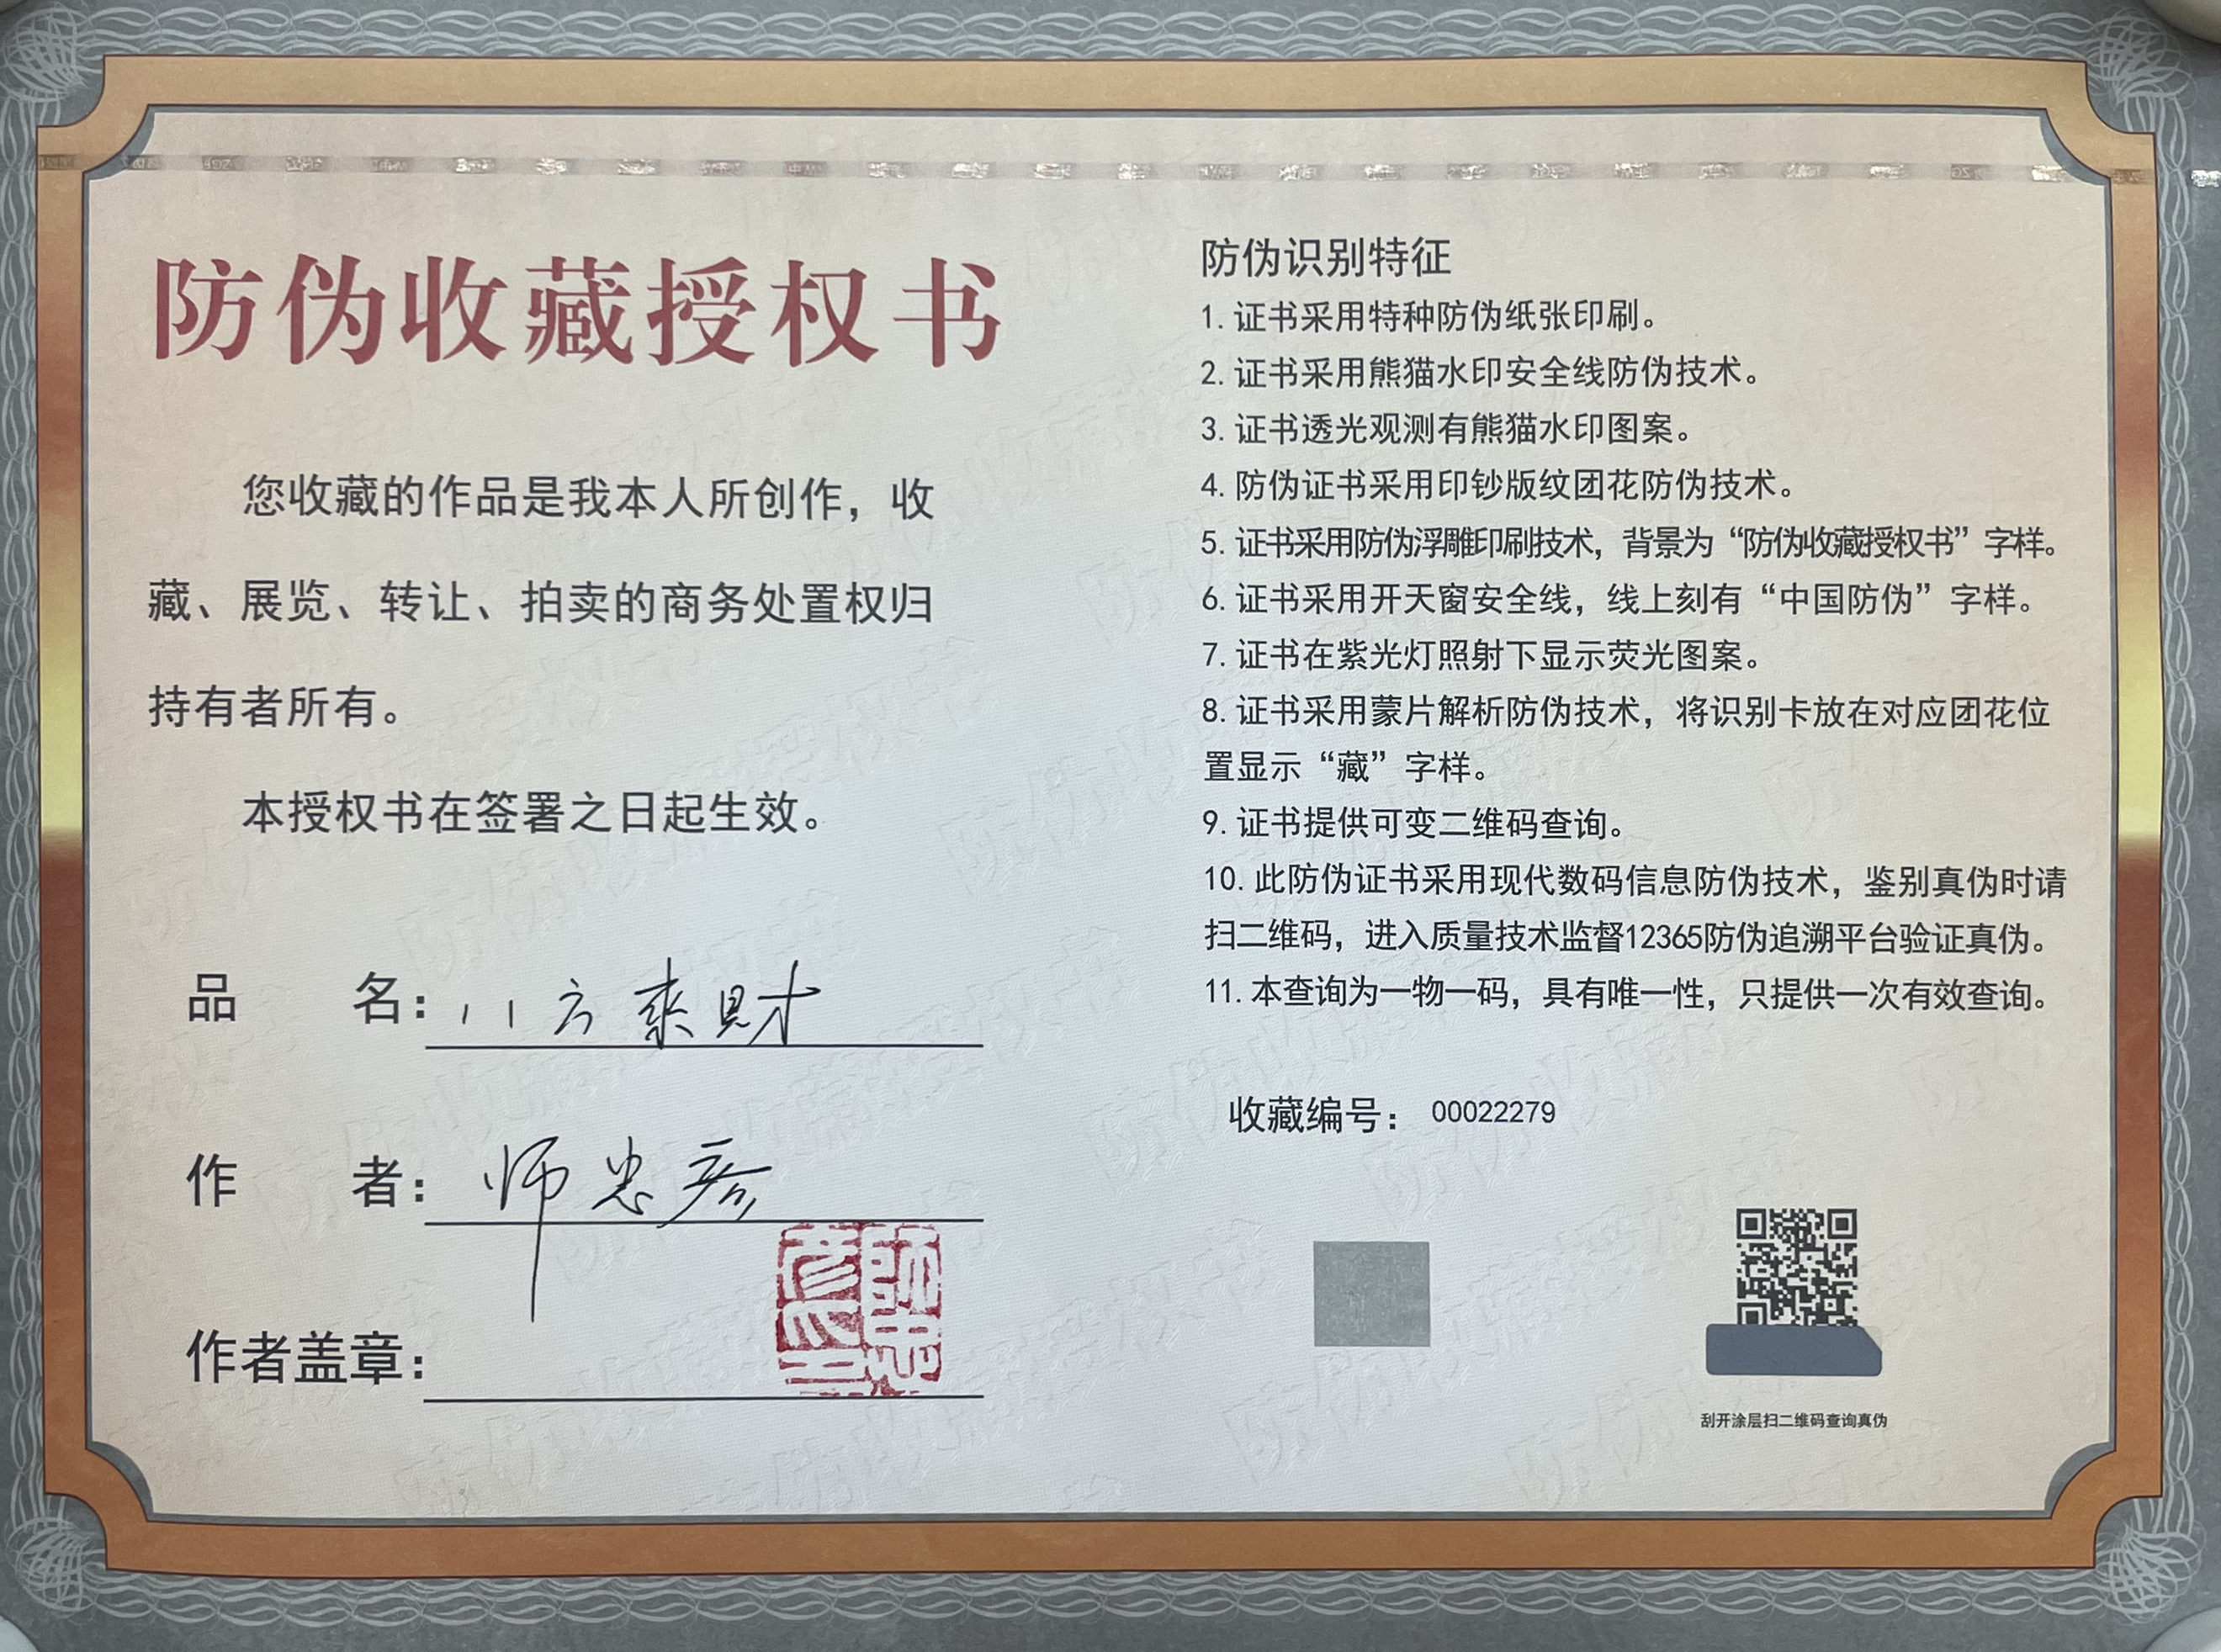 防伪收藏授权书
您收藏的作品是我本人所创作，收
藏、展览、转让、拍卖的商务处置权归
持有者所有。
本授权书在签署之日起生效。
品名：八方来财
作者：师忠彦
作者盖章：
防伪识别特征
1. 证书采用特种防伪纸张印刷。
2. 证书采用熊猫水印安全线防伪技术。
3. 证书透光观测有熊猫水印图案。
4. 防伪证书采用印钞版纹团花防伪技术。
5. 证书采用防伪浮雕印刷技术，背景为“防伪收藏授权书”字样。
6. 证书采用开天窗安全线，线上刻有“中国防伪”字样。
7. 证书在紫光灯照射下显示荧光图案。
8. 证书采用蒙片解析防伪技术，将识别卡放在对应团花位
置显示“藏”字样。
9. 证书提供可变二维码查询。
10. 此防伪证书采用现代数码信息防伪技术，鉴别真伪时请
扫二维码，进入质量技术监督12365防伪追溯平台验证真伪。
11. 本查询为一物一码，具有唯一性，只提供一次有效查询。
收藏编号： 00022279
刮开涂层扫二维码查询真伪